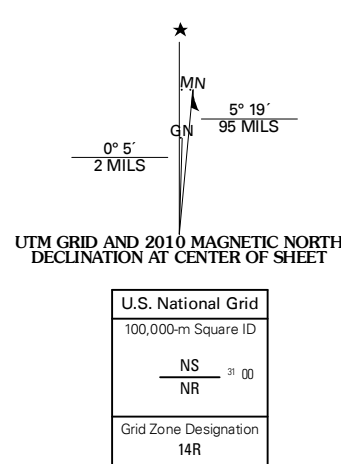 ★
MN
5° 19´
95 MILS
GN
0° 5´
2 MILS
UTM GRID AND 2010 MAGNETIC NORTH
DECLINATION AT CENTER OF SHEET
U.S. National Grid
100,000-m Square ID
NS
31 00
NR
Grid Zone Designation
14R